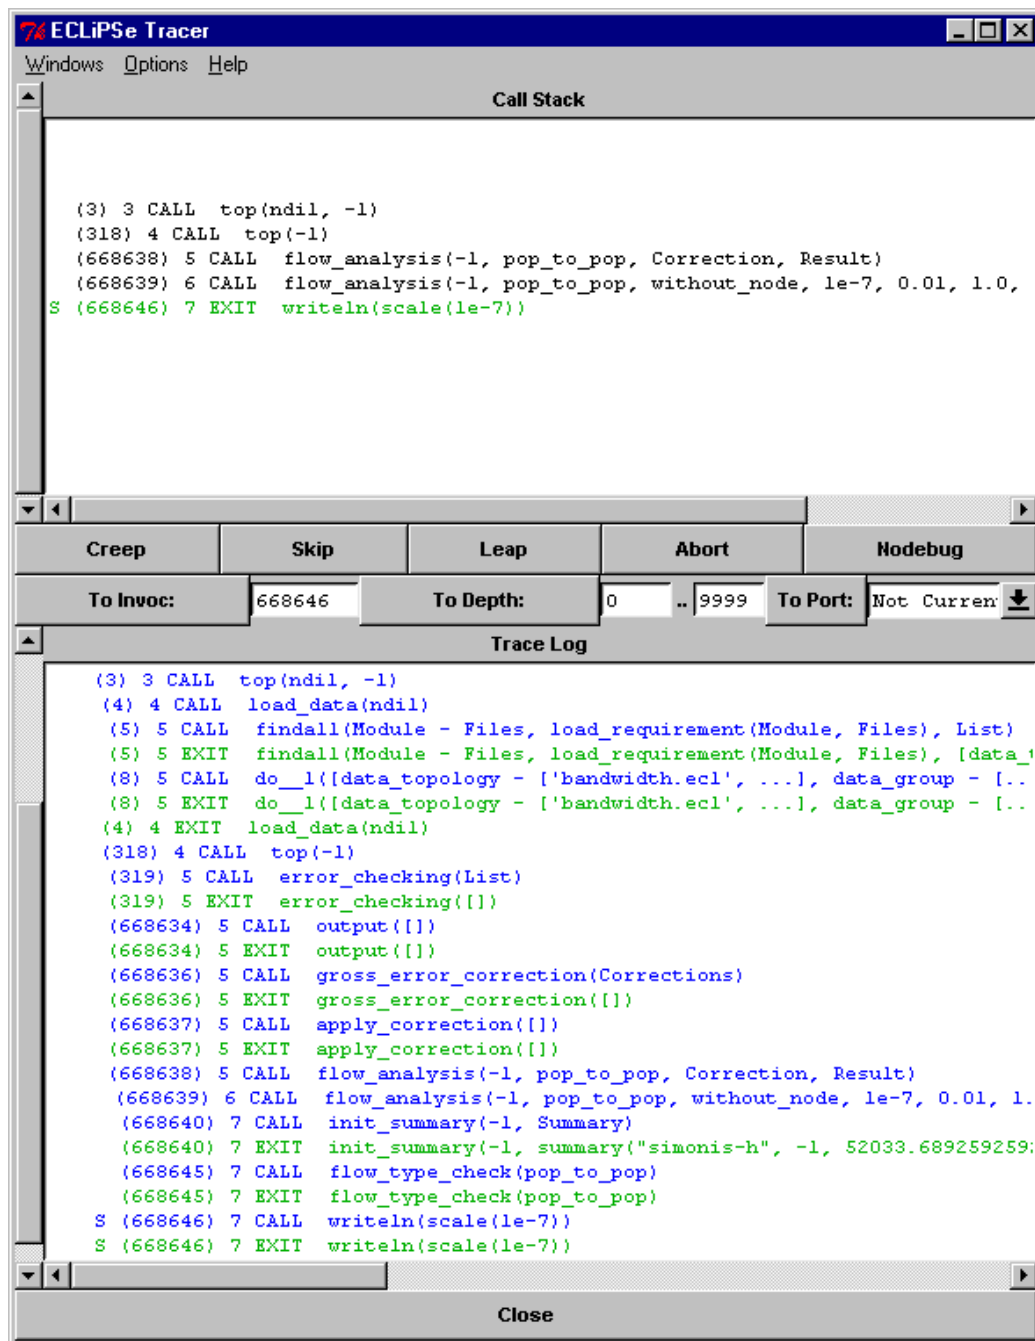 ECLiPSe Tracer
Windows Options Help
Call Stack
(3) 3 CALL top(ndil, -1)
(318) 4 CALL top(-1)
(668638) 5 CALL flow_analysis(-1, pop_to_pop, Correction, Result)
(668639) 6 CALL flow_analysis(-1, pop_to_pop, without_node, 1e-7, 0.01, 1.0,
S (668646) 7 EXIT writeln(scale(1e-7))
Creep Skip Leap Abort Nodebug
To Invoc: 668646 To Depth: 0 .. 9999 To Port: Not Curren
Trace Log
(3) 3 CALL top(ndil, -1)
(4) 4 CALL load_data(ndil)
(5) 5 CALL findall(Module - Files, load_requirement(Module, Files), List)
(5) 5 EXIT findall(Module - Files, load_requirement(Module, Files), [data_
(8) 5 CALL do__1([data_topology - ['bandwidth.ecl', ...], data_group - [..
(8) 5 EXIT do__1([data_topology - ['bandwidth.ecl', ...], data_group - [..
(4) 4 EXIT load_data(ndil)
(318) 4 CALL top(-1)
(319) 5 CALL error_checking(List)
(319) 5 EXIT error_checking([])
(668634) 5 CALL output([])
(668634) 5 EXIT output([])
(668636) 5 CALL gross_error_correction(Corrections)
(668636) 5 EXIT gross_error_correction([])
(668637) 5 CALL apply_correction([])
(668637) 5 EXIT apply_correction([])
(668638) 5 CALL flow_analysis(-1, pop_to_pop, Correction, Result)
(668639) 6 CALL flow_analysis(-1, pop_to_pop, without_node, 1e-7, 0.01, 1.
(668640) 7 CALL init_summary(-1, Summary)
(668640) 7 EXIT init_summary(-1, summary("simonis-h", -1, 52033.689259259
(668645) 7 CALL flow_type_check(pop_to_pop)
(668645) 7 EXIT flow_type_check(pop_to_pop)
S (668646) 7 CALL writeln(scale(1e-7))
S (668646) 7 EXIT writeln(scale(1e-7))
Close